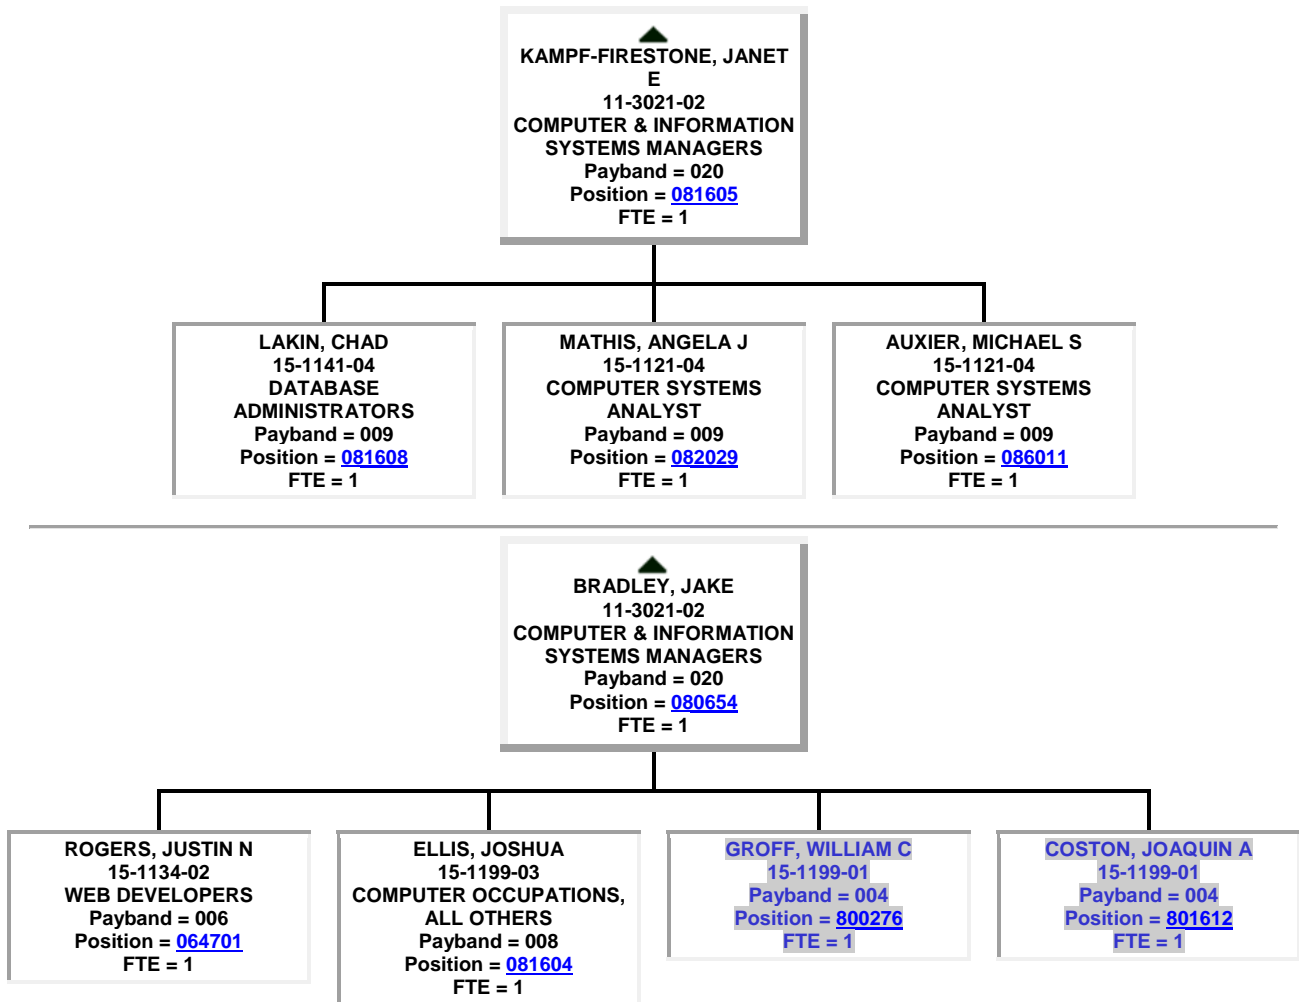 KAMPF-FIRESTONE, JANET
E
11-3021-02
COMPUTER & INFORMATION
SYSTEMS MANAGERS
Payband = 020
Position = 081605
FTE = 1
LAKIN, CHAD
15-1141-04
DATABASE
ADMINISTRATORS
Payband = 009
Position = 081608
FTE = 1
MATHIS, ANGELA J
15-1121-04
COMPUTER SYSTEMS
ANALYST
Payband = 009
Position = 082029
FTE = 1
AUXIER, MICHAEL S
15-1121-04
COMPUTER SYSTEMS
ANALYST
Payband = 009
Position = 086011
FTE = 1
BRADLEY, JAKE
11-3021-02
COMPUTER & INFORMATION
SYSTEMS MANAGERS
Payband = 020
Position = 080654
FTE = 1
ROGERS, JUSTIN N
15-1134-02
WEB DEVELOPERS
Payband = 006
Position = 064701
FTE = 1
ELLIS, JOSHUA
15-1199-03
COMPUTER OCCUPATIONS,
ALL OTHERS
Payband = 008
Position = 081604
FTE = 1
GROFF, WILLIAM C
15-1199-01
Payband = 004
Position = 800276
FTE = 1
COSTON, JOAQUIN A
15-1199-01
Payband = 004
Position = 801612
FTE = 1